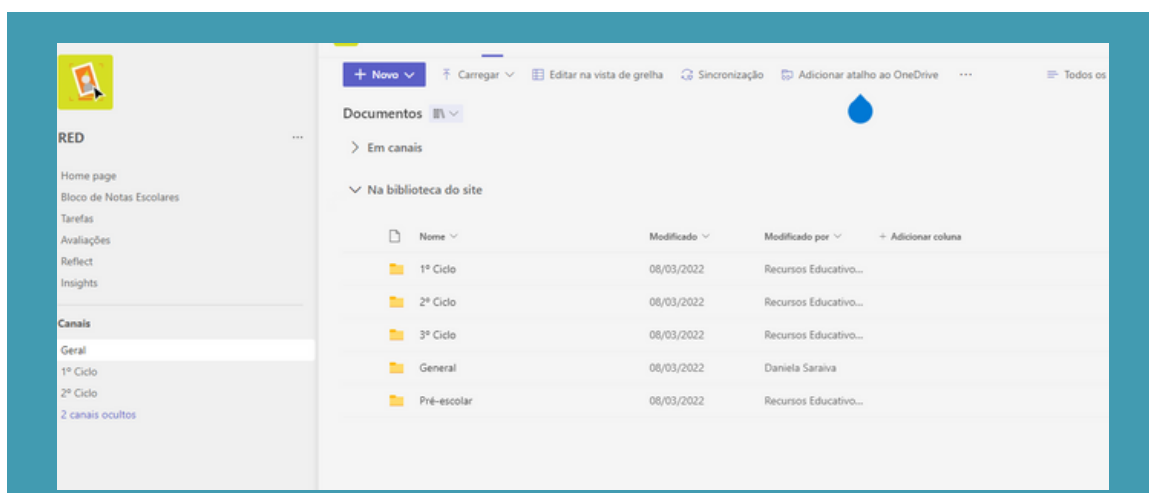 RED
...
Home page
Bloco de Notas Escolares
Tarefas
Avaliações
Reflect
Insights
Canais
Geral
1º Ciclo
2º Ciclo
2 canais ocultos
+ Novo Carregar Editar na vista de grelha Sincronização Adicionar atalho ao OneDrive ... Todos os
Documentos
Em canais
Na biblioteca do site
Nome Modificado Modificado por + Adicionar coluna
1º Ciclo 08/03/2022 Recursos Educativo...
2º Ciclo 08/03/2022 Recursos Educativo...
3º Ciclo 08/03/2022 Recursos Educativo...
General 08/03/2022 Daniela Saraiva
Pré-escolar 08/03/2022 Recursos Educativo...